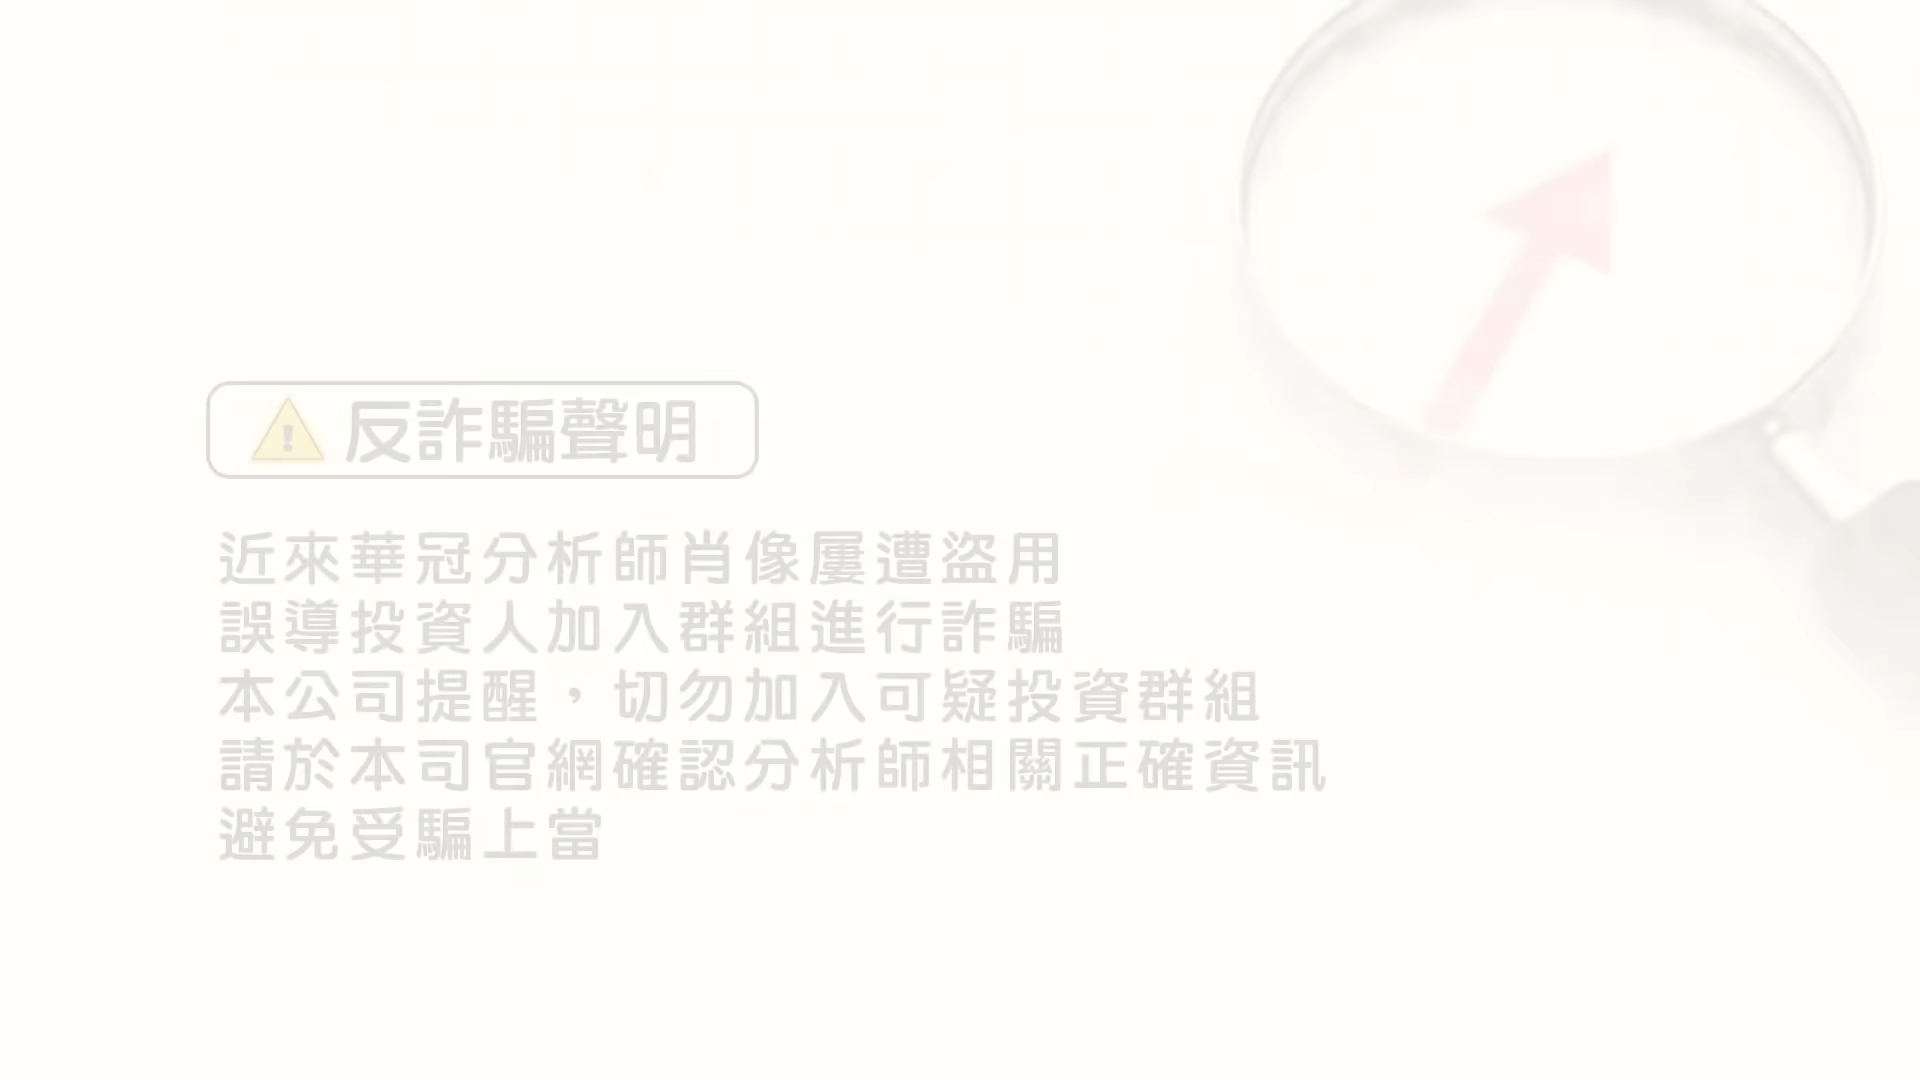 反詐騙聲明
近來華冠分析師肖像屢遭盜用
誤導投資人加入群組進行詐騙
本公司提醒，切勿加入可疑投資群組
請於本司官網確認分析師相關正確資訊
避免受騙上當